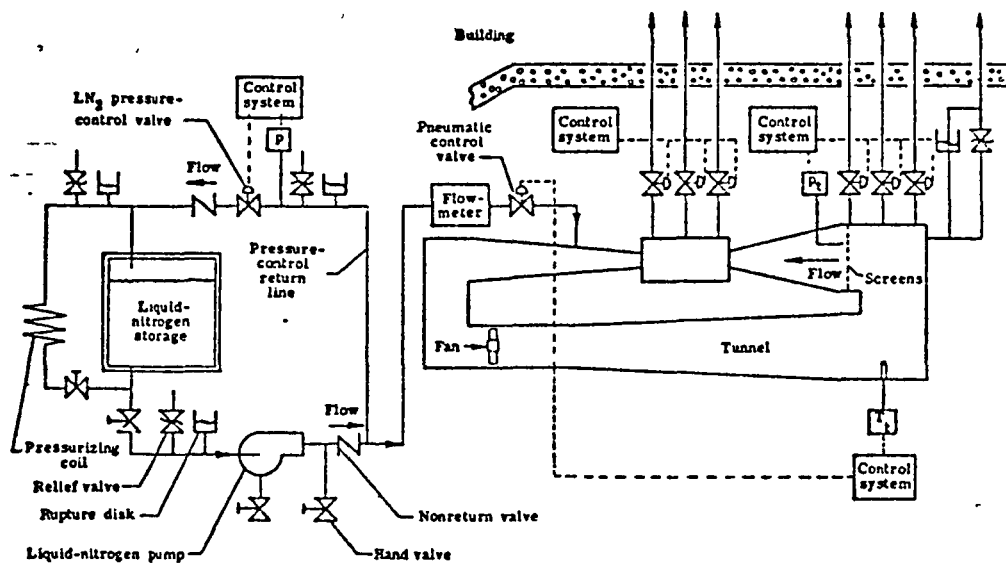 Building
LN2 pressure-
control valve
Control
system
P
Flow
Pneumatic
control
valve
Control
system
Control
system
Pt
Flow-
meter
Pressure-
control
return
line
Liquid-
nitrogen
storage
Flow
Screens
Fan
Tunnel
Flow
Pressurizing
coil
Relief valve
Rupture disk
Liquid-nitrogen pump
Nonreturn valve
Hand valve
Control
system